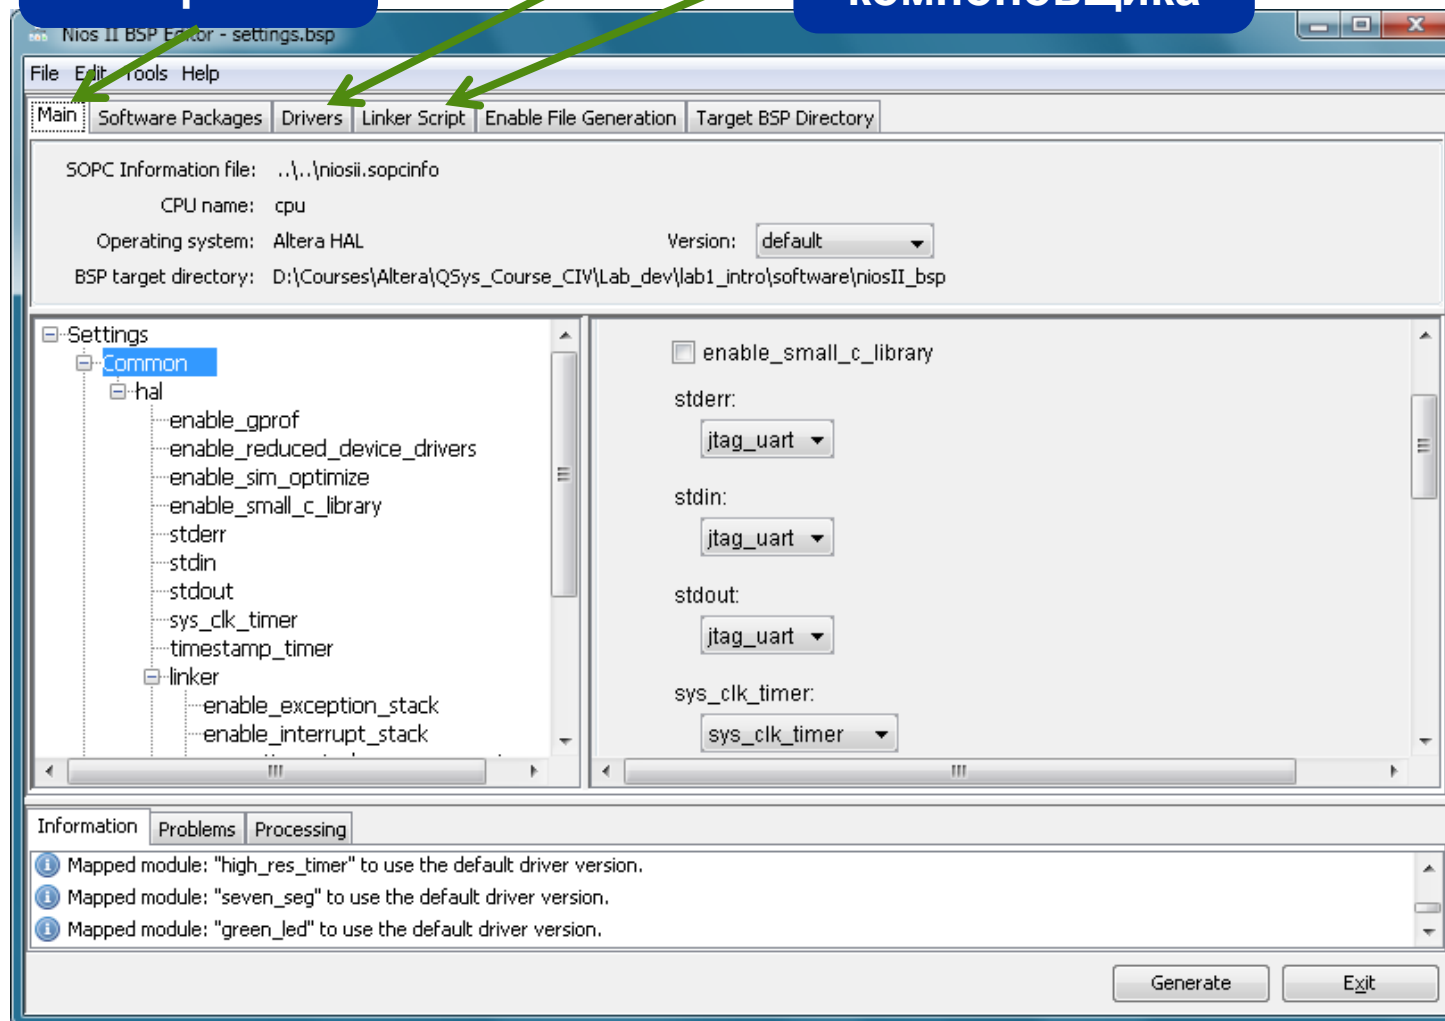 компоновщика
Nios II BSP Editor - settings.bsp
File Edit Tools Help
Main Software Packages Drivers Linker Script Enable File Generation Target BSP Directory
SOPC Information file: ..\..\niosii.sopcinfo
CPU name: cpu
Operating system: Altera HAL Version: default
BSP target directory: D:\Courses\Altera\QSys_Course_CIV\Lab_dev\lab1_intro\software\niosII_bsp
Settings
Common
hal
enable_gprof
enable_reduced_device_drivers
enable_sim_optimize
enable_small_c_library
stderr
stdin
stdout
sys_clk_timer
timestamp_timer
linker
enable_exception_stack
enable_interrupt_stack
enable_small_c_library
stderr:
jtag_uart
stdin:
jtag_uart
stdout:
jtag_uart
sys_clk_timer:
sys_clk_timer
Information Problems Processing
Mapped module: "high_res_timer" to use the default driver version.
Mapped module: "seven_seg" to use the default driver version.
Mapped module: "green_led" to use the default driver version.
Generate Exit